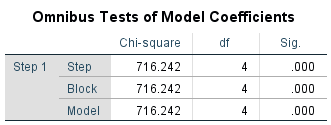 Omnibus Tests of Model Coefficients
Chi-square df Sig.
Step 1 Step 716.242 4 .000
Block 716.242 4 .000
Model 716.242 4 .000